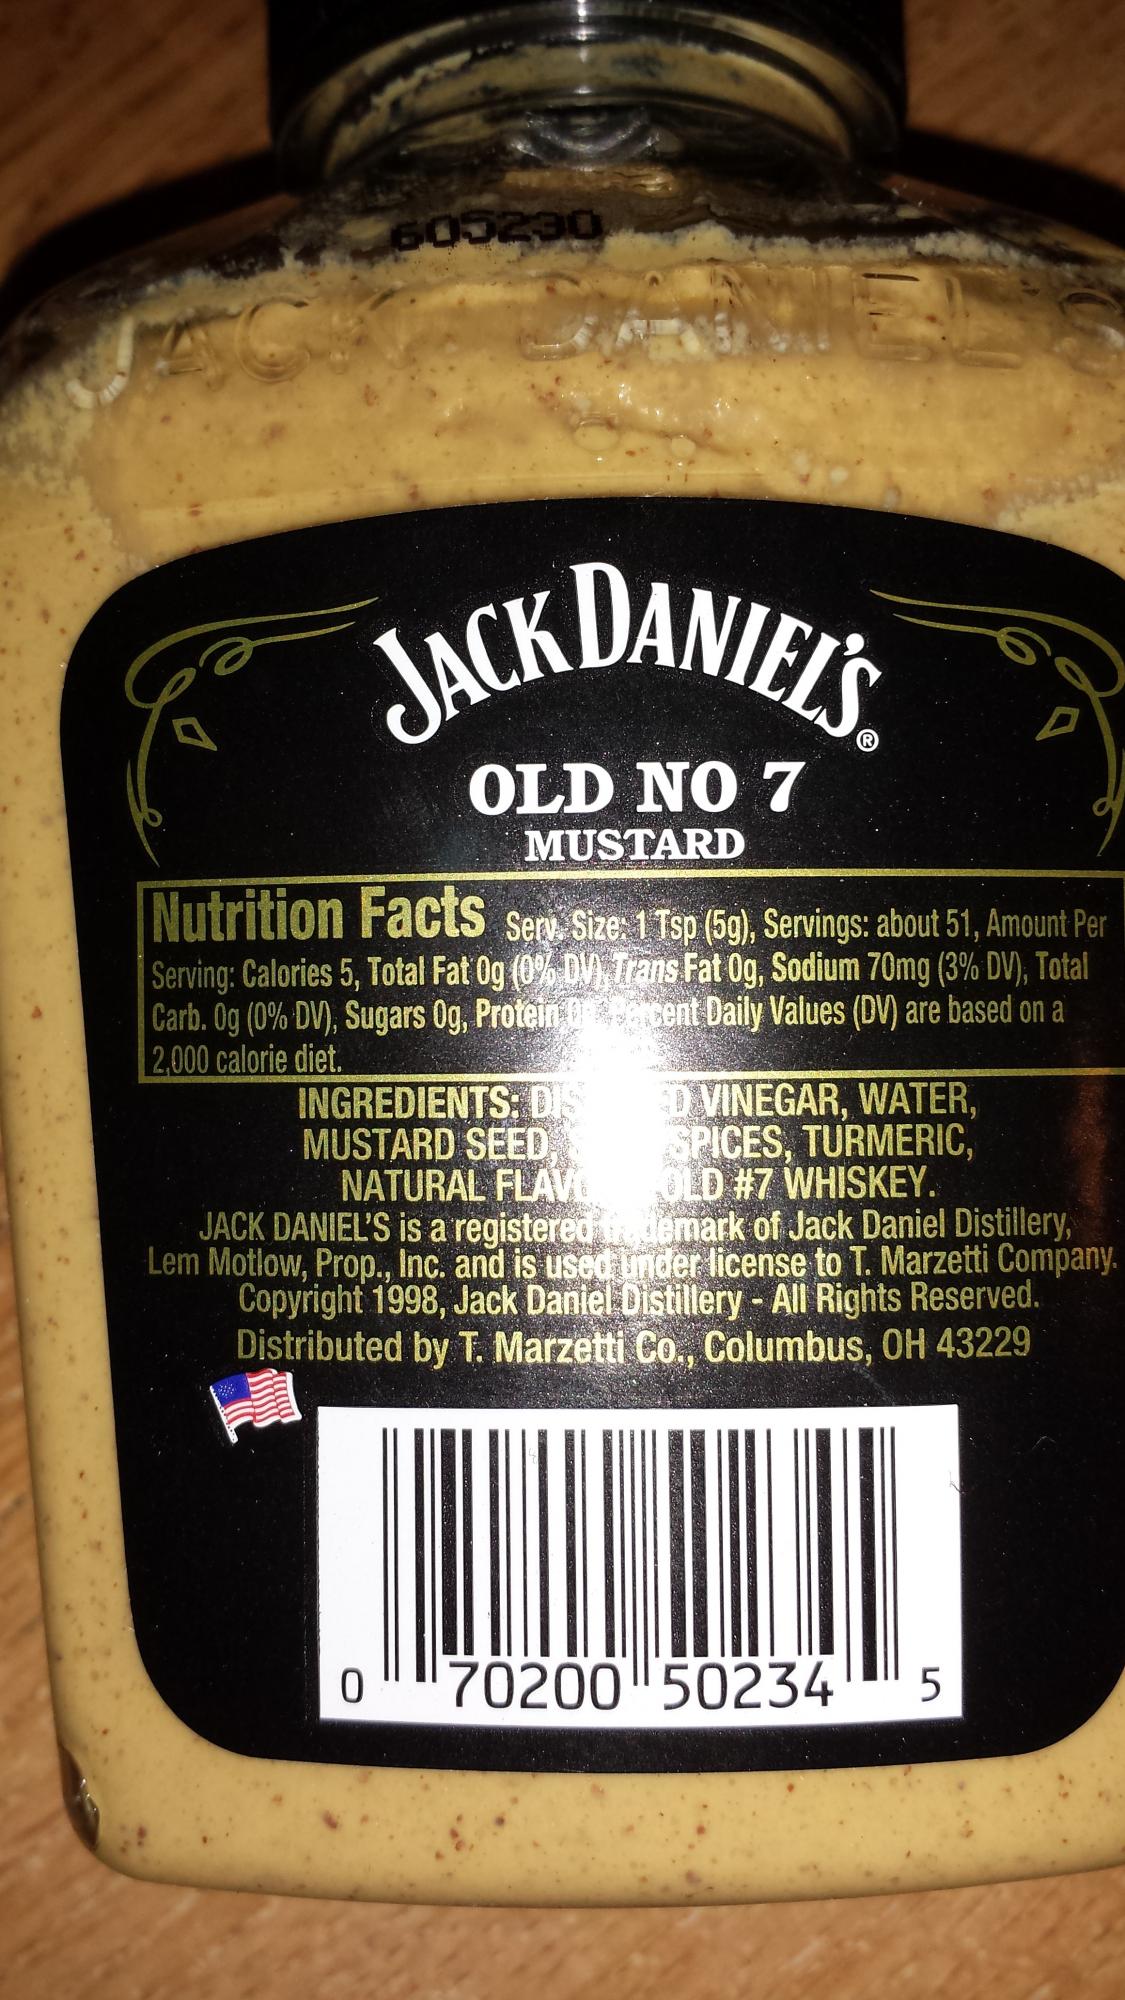 605230
JACK DANIEL'S
JACK DANIEL'S®
OLD NO 7
MUSTARD
Nutrition Facts Serv. Size: 1 Tsp (5g), Servings: about 51, Amount Per
Serving: Calories 5, Total Fat 0g (0% DV), Trans Fat 0g, Sodium 70mg (3% DV), Total
Carb. 0g (0% DV), Sugars 0g, Protein Percent Daily Values (DV) are based on a
2,000 calorie diet.
INGREDIENTS: VINEGAR, WATER,
MUSTARD SEED, SPICES, TURMERIC,
NATURAL OLD #7 WHISKEY.
JACK DANIEL'S is a registered trademark of Jack Daniel Distillery,
Lem Motlow, Prop., Inc. and is used under license to T. Marzetti Company.
Copyright 1998, Jack Daniel Distillery - All Rights Reserved.
Distributed by T. Marzetti Co., Columbus, OH 43229
0 70200 50234 5